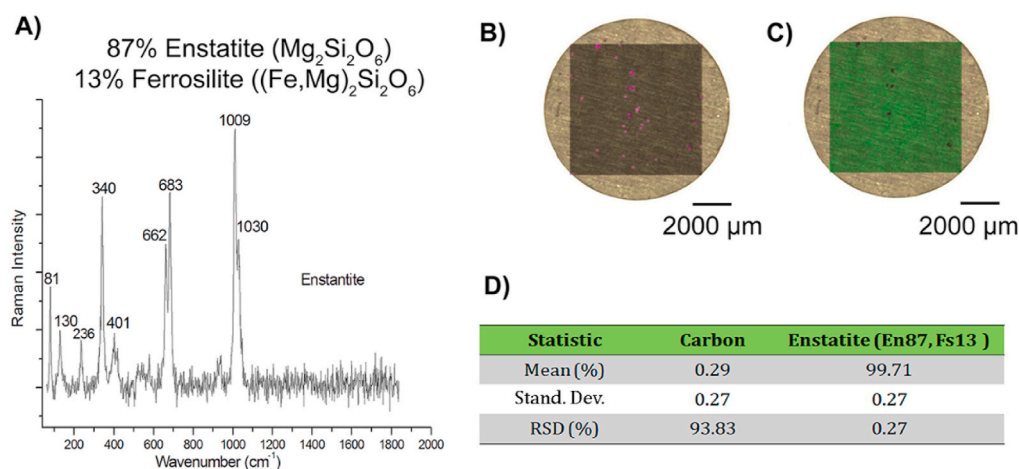 A)
87% Enstatite (Mg₂Si₂O₆)
13% Ferrosilite ((Fe,Mg)₂Si₂O₆)
1009
340
683
1030
662
81
130
236
401
Enstantite
Raman Intensity
200 400 600 800 1000 1200 1400 1600 1800 2000
Wavenumber (cm⁻¹)
B)
2000 µm
C)
2000 µm
D)
Statistic Carbon Enstatite (En87, Fs13 )
Mean (%) 0.29 99.71
Stand. Dev. 0.27 0.27
RSD (%) 93.83 0.27